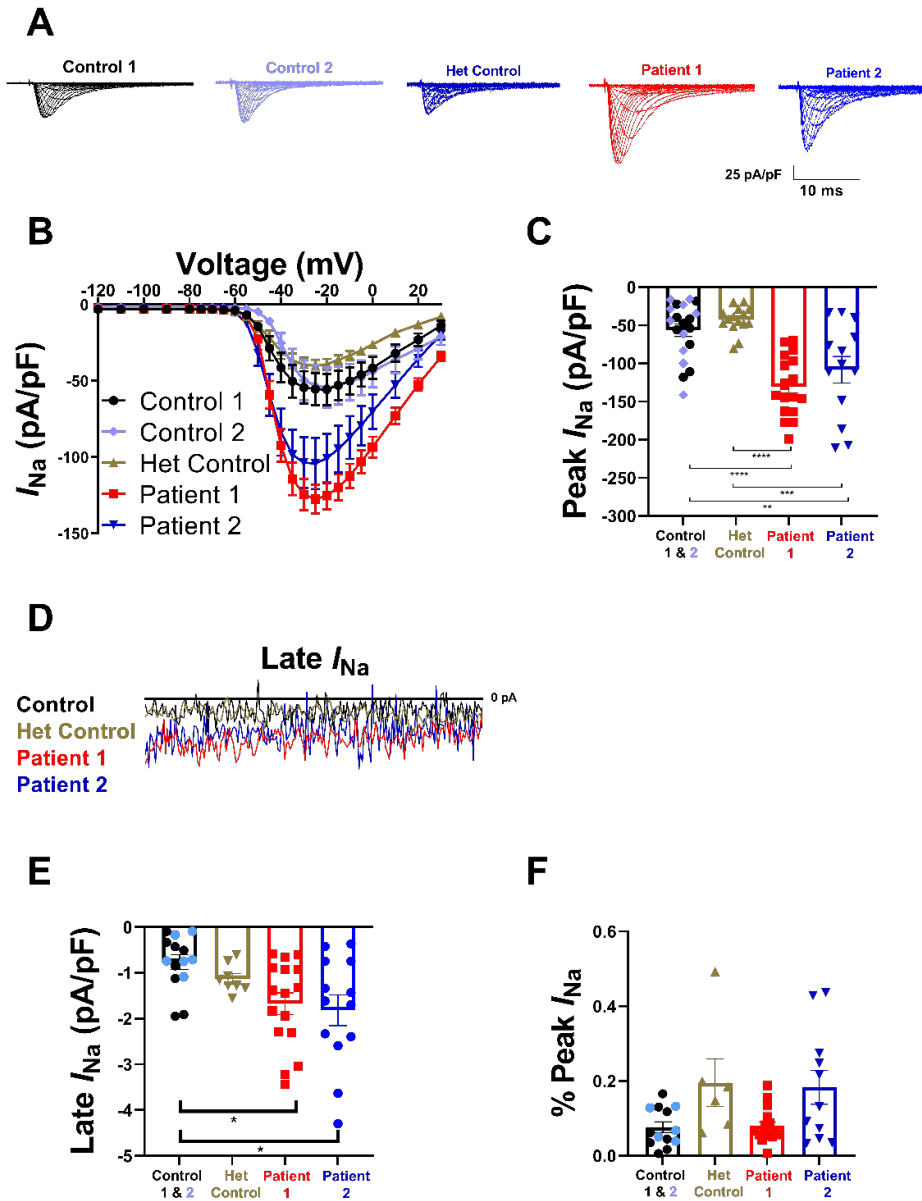 A
Control 1
Control 2
Het Control
Patient 1
Patient 2
25 pA/pF
10 ms
B
Voltage (mV)
-120 -100 -80 -60 -40 -20 0 20
0
-50
-100
-150
I Na (pA/pF)
Control 1
Control 2
Het Control
Patient 1
Patient 2
C
Peak I Na (pA/pF)
0
-50
-100
-150
-200
-250
-300
****
****
***
**
Control 1 & 2
Het Control
Patient 1
Patient 2
D
Late I Na
0 pA
Control
Het Control
Patient 1
Patient 2
E
Late I Na (pA/pF)
0
-1
-2
-3
-4
-5
*
*
Control 1 & 2
Het Control
Patient 1
Patient 2
F
% Peak I Na
0.6
0.4
0.2
0.0
Control 1 & 2
Het Control
Patient 1
Patient 2